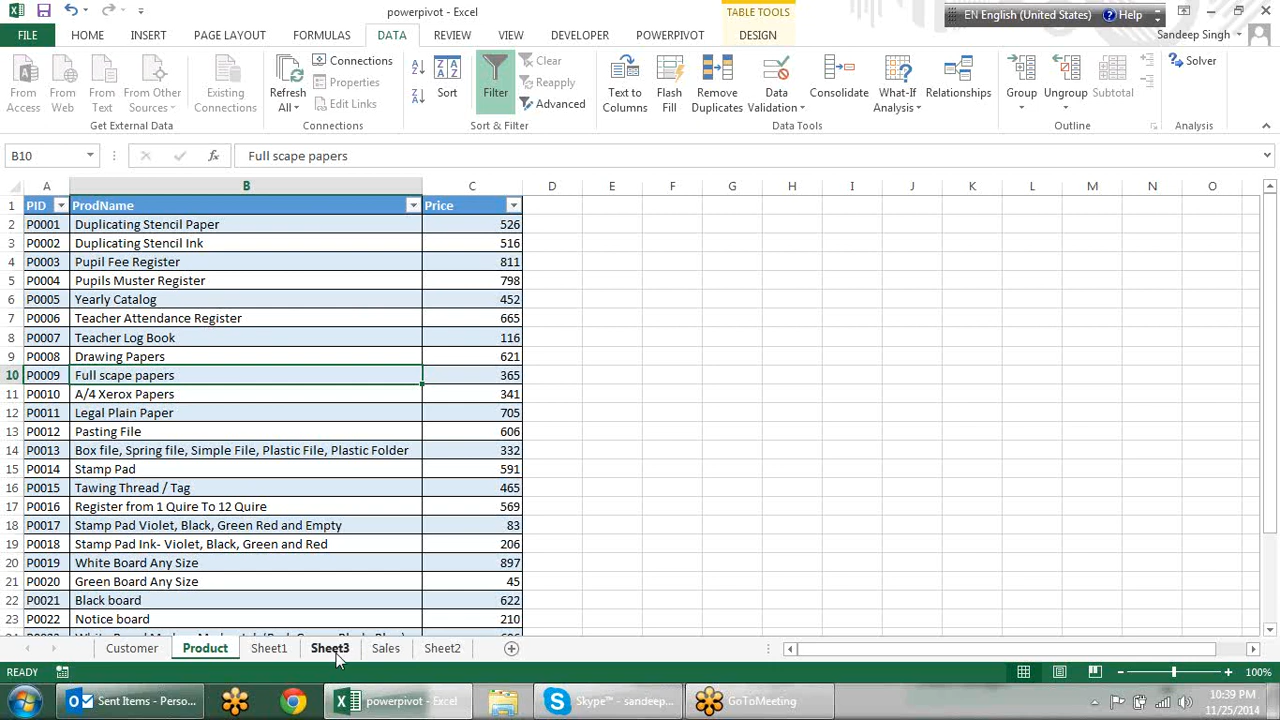 powerpivot - Excel
TABLE TOOLS
EN English (United States)
Help
FILE
HOME
INSERT
PAGE LAYOUT
FORMULAS
DATA
REVIEW
VIEW
DEVELOPER
POWERPIVOT
DESIGN
Sandeep Singh
From Access
From Web
From Text
From Other Sources
Existing Connections
Refresh All
Connections
Properties
Edit Links
Sort
Filter
Clear
Reapply
Advanced
Text to Columns
Flash Fill
Remove Duplicates
Data Validation
Consolidate
What-If Analysis
Relationships
Group
Ungroup
Subtotal
Solver
Get External Data
Connections
Sort & Filter
Data Tools
Outline
Analysis
B10
fx
Full scape papers
A B C D E F G H I J K L M N O
1 PID ProdName Price
2 P0001 Duplicating Stencil Paper 526
3 P0002 Duplicating Stencil Ink 516
4 P0003 Pupil Fee Register 811
5 P0004 Pupils Muster Register 798
6 P0005 Yearly Catalog 452
7 P0006 Teacher Attendance Register 665
8 P0007 Teacher Log Book 116
9 P0008 Drawing Papers 621
10 P0009 Full scape papers 365
11 P0010 A/4 Xerox Papers 341
12 P0011 Legal Plain Paper 705
13 P0012 Pasting File 606
14 P0013 Box file, Spring file, Simple File, Plastic File, Plastic Folder 332
15 P0014 Stamp Pad 591
16 P0015 Tawing Thread / Tag 465
17 P0016 Register from 1 Quire To 12 Quire 569
18 P0017 Stamp Pad Violet, Black, Green Red and Empty 83
19 P0018 Stamp Pad Ink- Violet, Black, Green and Red 206
20 P0019 White Board Any Size 897
21 P0020 Green Board Any Size 45
22 P0021 Black board 622
23 P0022 Notice board 210
Customer Product Sheet1 Sheet3 Sales Sheet2
READY
100%
Sent Items - Perso...
powerpivot - Excel
Skype™ - sandeep...
GoToMeeting
10:39 PM
11/25/2014